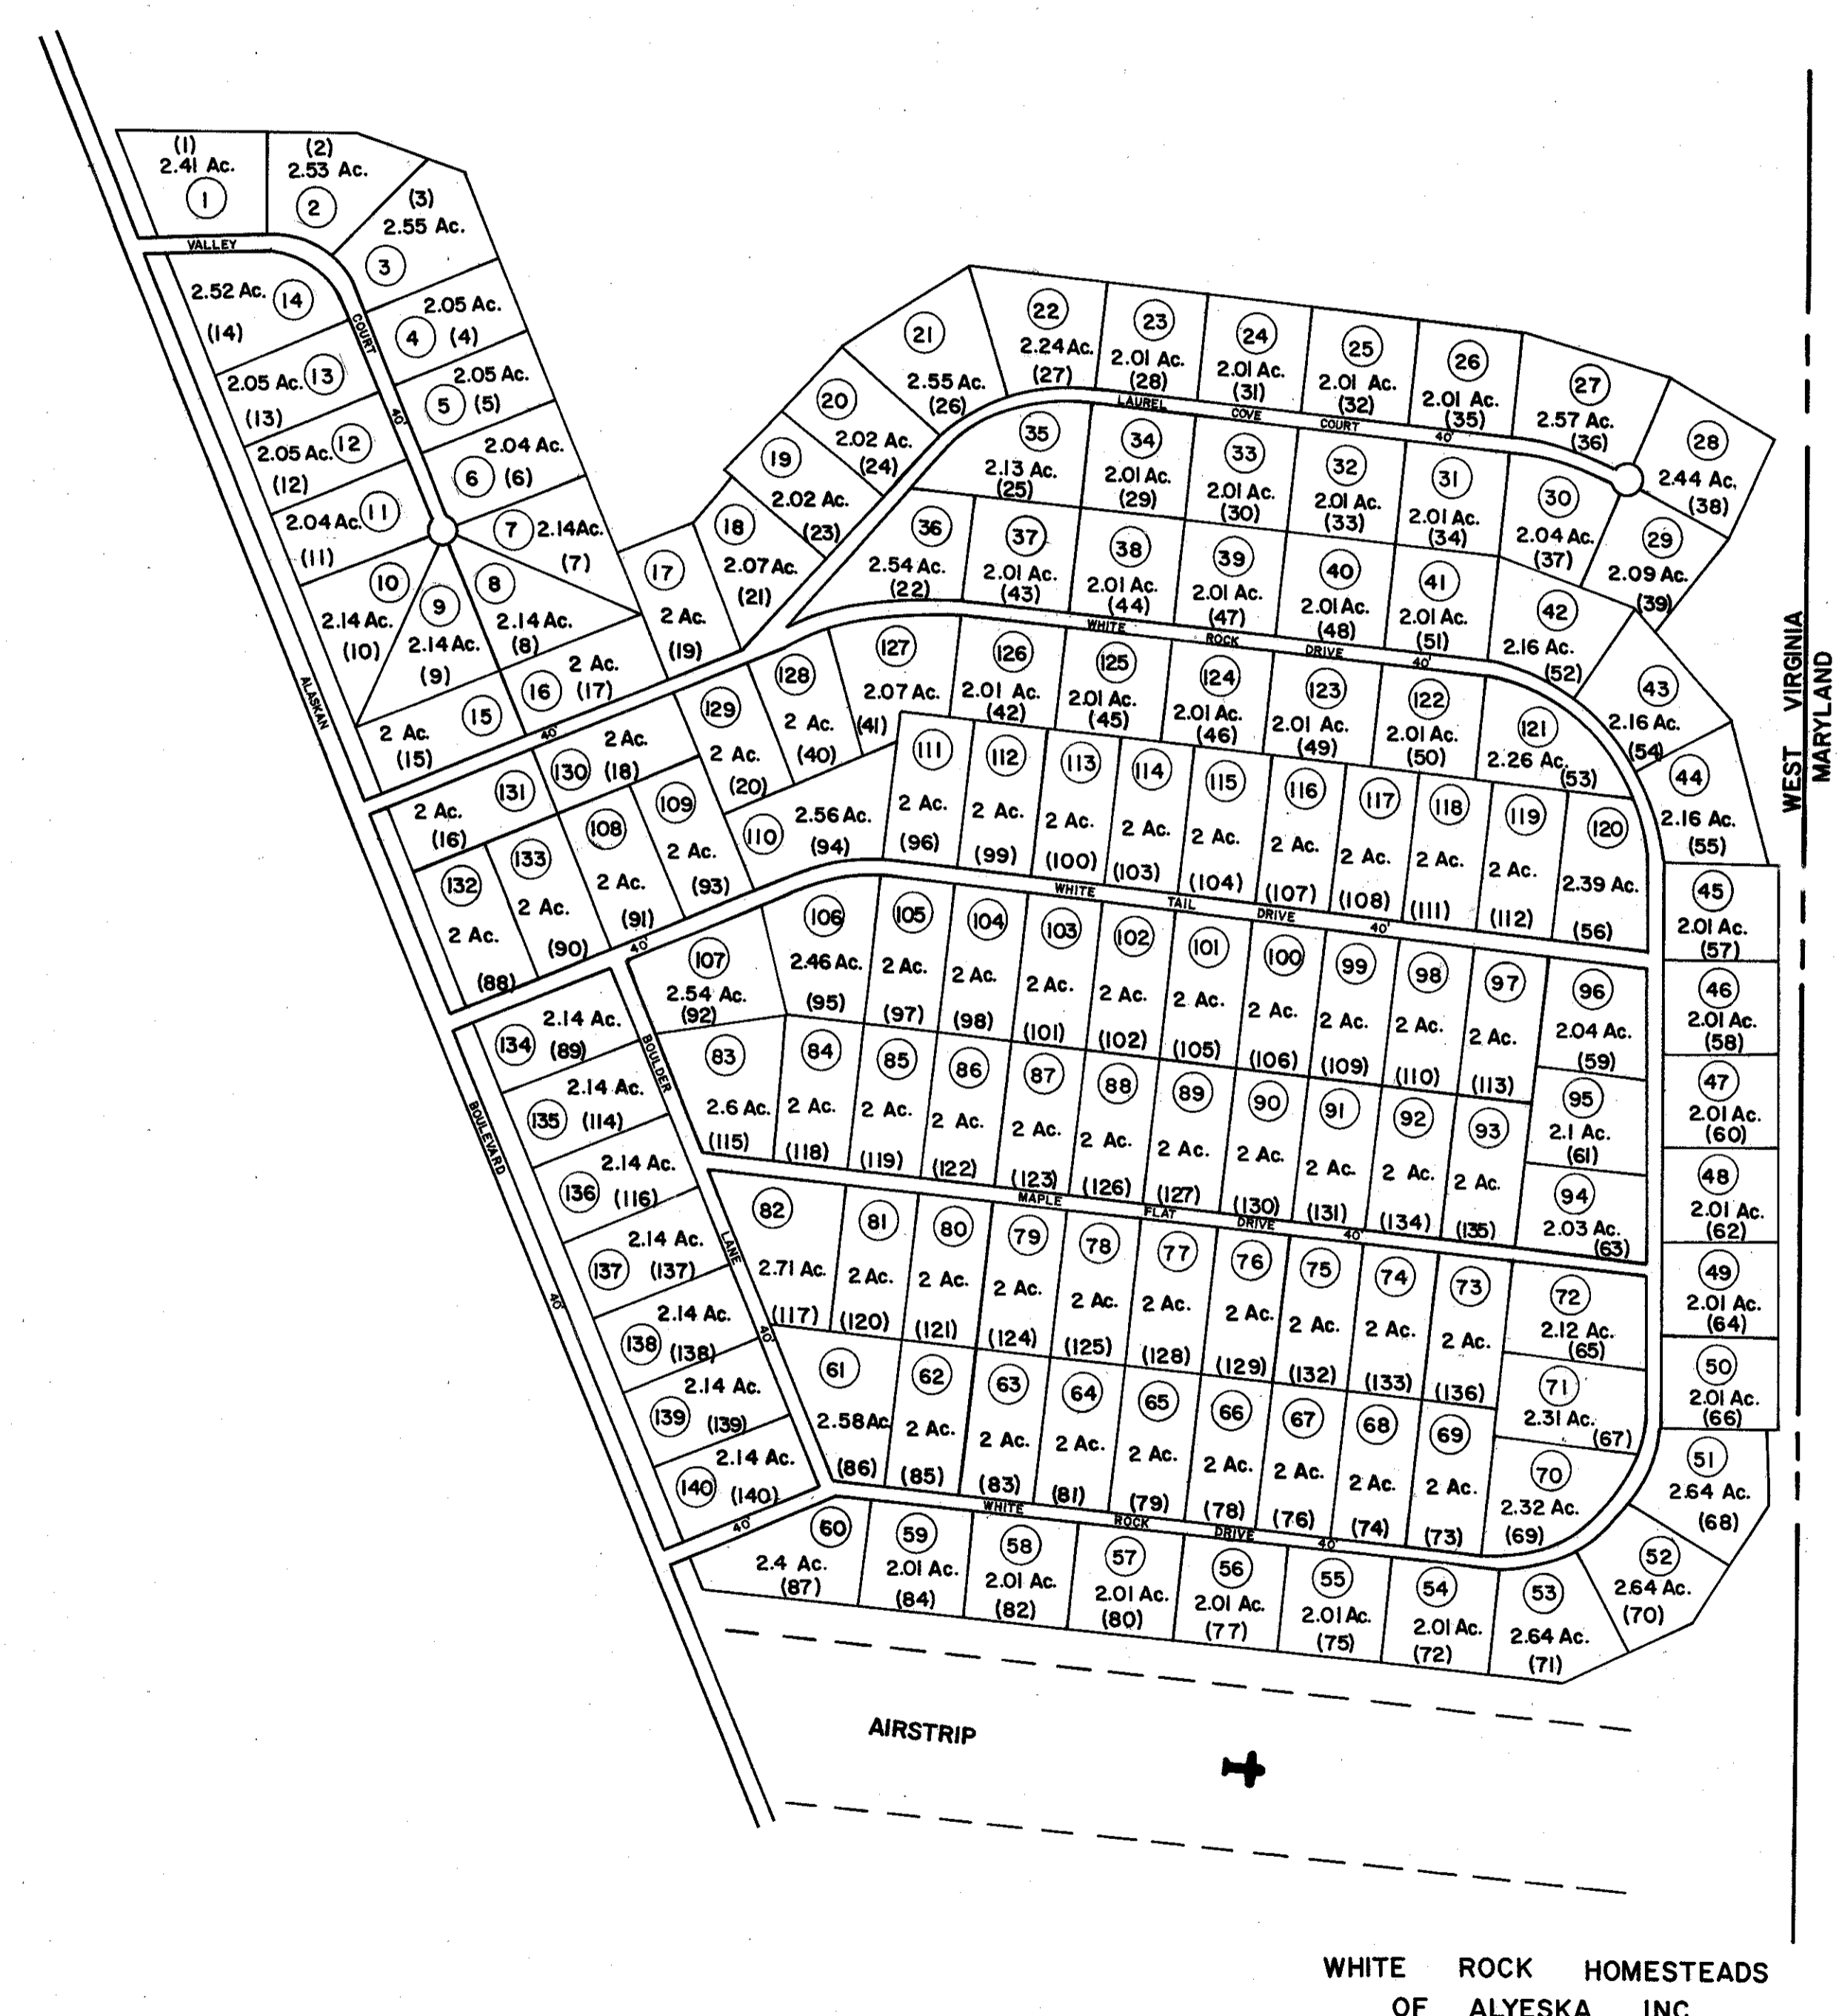 (1)
2.41 Ac.
1
(2)
2.53 Ac.
2
(3)
2.55 Ac.
3
VALLEY
COURT
40'
2.52 Ac. 14
(14)
2.05 Ac.
4 (4)
2.05 Ac. 13
(13)
2.05 Ac.
5 (5)
2.05 Ac. 12
(12)
2.04 Ac.
6 (6)
2.04 Ac. 11
(11)
7 2.14 Ac.
(7)
10
2.14 Ac.
(10)
9
2.14 Ac.
(9)
8
2.14 Ac.
(8)
15
2 Ac.
(15)
2 Ac.
16 (17)
17
2 Ac.
(19)
18
2.07 Ac.
(21)
19
2.02 Ac.
(23)
20
2.02 Ac.
(24)
21
2.55 Ac.
(26)
22
2.24 Ac.
(27)
23
2.01 Ac.
(28)
24
2.01 Ac.
(31)
25
2.01 Ac.
(32)
26
2.01 Ac.
(35)
27
2.57 Ac.
(36)
28
2.44 Ac.
(38)
LAUREL COVE COURT 40'
35
2.13 Ac.
(25)
34
2.01 Ac.
(29)
33
2.01 Ac.
(30)
32
2.01 Ac.
(33)
31
2.01 Ac.
(34)
30
2.04 Ac.
(37)
29
2.09 Ac.
(39)
36
2.54 Ac.
(22)
37
2.01 Ac.
(43)
38
2.01 Ac.
(44)
39
2.01 Ac.
(47)
40
2.01 Ac.
(48)
41
2.01 Ac.
(51)
42
2.16 Ac.
(52)
43
2.16 Ac.
(54)
44
2.16 Ac.
(55)
40'
WHITE ROCK DRIVE 40'
ALASKAN
BOULEVARD
40'
131
2 Ac.
(16)
2 Ac.
130 (18)
129
2 Ac.
(20)
128
2 Ac.
(40)
127
2.07 Ac.
(41)
126
2.01 Ac.
(42)
125
2.01 Ac.
(45)
124
2.01 Ac.
(46)
123
2.01 Ac.
(49)
122
2.01 Ac.
(50)
121
2.26 Ac.
(53)
132
2 Ac.
(88)
133
2 Ac.
(90)
108
2 Ac.
(91)
109
2 Ac.
(93)
110
2.56 Ac.
(94)
111
2 Ac.
(96)
112
2 Ac.
(99)
113
2 Ac.
(100)
114
2 Ac.
(103)
115
2 Ac.
(104)
116
2 Ac.
(107)
117
2 Ac.
(108)
118
2 Ac.
(111)
119
2 Ac.
(112)
120
2.39 Ac.
(56)
40'
WHITE TAIL DRIVE 40'
45
2.01 Ac.
(57)
46
2.01 Ac.
(58)
47
2.01 Ac.
(60)
48
2.01 Ac.
(62)
49
2.01 Ac.
(64)
50
2.01 Ac.
(66)
107
2.54 Ac.
(92)
106
2.46 Ac.
(95)
105
2 Ac.
(97)
104
2 Ac.
(98)
103
2 Ac.
(101)
102
2 Ac.
(102)
101
2 Ac.
(105)
100
2 Ac.
(106)
99
2 Ac.
(109)
98
2 Ac.
(110)
97
2 Ac.
(113)
96
2.04 Ac.
(59)
95
2.1 Ac.
(61)
94
2.03 Ac.
(63)
BOULDER
LANE
40'
2.14 Ac.
134 (89)
2.14 Ac.
135 (114)
2.14 Ac.
136 (116)
2.14 Ac.
137 (137)
2.14 Ac.
138 (138)
2.14 Ac.
139 (139)
2.14 Ac.
140 (140)
83
2.6 Ac.
(115)
84
2 Ac.
(118)
85
2 Ac.
(119)
86
2 Ac.
(122)
87
2 Ac.
(123)
88
2 Ac.
(126)
89
2 Ac.
(127)
90
2 Ac.
(130)
91
2 Ac.
(131)
92
2 Ac.
(134)
93
2 Ac.
(135)
MAPLE FLAT DRIVE 40'
82
2.71 Ac.
(117)
81
2 Ac.
(120)
80
2 Ac.
(121)
79
2 Ac.
(124)
78
2 Ac.
(125)
77
2 Ac.
(128)
76
2 Ac.
(129)
75
2 Ac.
(132)
74
2 Ac.
(133)
73
2 Ac.
(136)
72
2.12 Ac.
(65)
71
2.31 Ac.
(67)
70
2.32 Ac.
(69)
61
2.58 Ac
(86)
62
2 Ac.
(85)
63
2 Ac.
(83)
64
2 Ac.
(81)
65
2 Ac.
(79)
66
2 Ac.
(78)
67
2 Ac.
(76)
68
2 Ac.
(74)
69
2 Ac.
(73)
40'
WHITE ROCK DRIVE 40'
60
2.4 Ac.
(87)
59
2.01 Ac.
(84)
58
2.01 Ac.
(82)
57
2.01 Ac.
(80)
56
2.01 Ac.
(77)
55
2.01 Ac.
(75)
54
2.01 Ac.
(72)
53
2.64 Ac.
(71)
52
2.64 Ac.
(70)
51
2.64 Ac.
(68)
WEST VIRGINIA
MARYLAND
AIRSTRIP
WHITE ROCK HOMESTEADS
OF ALYESKA INC